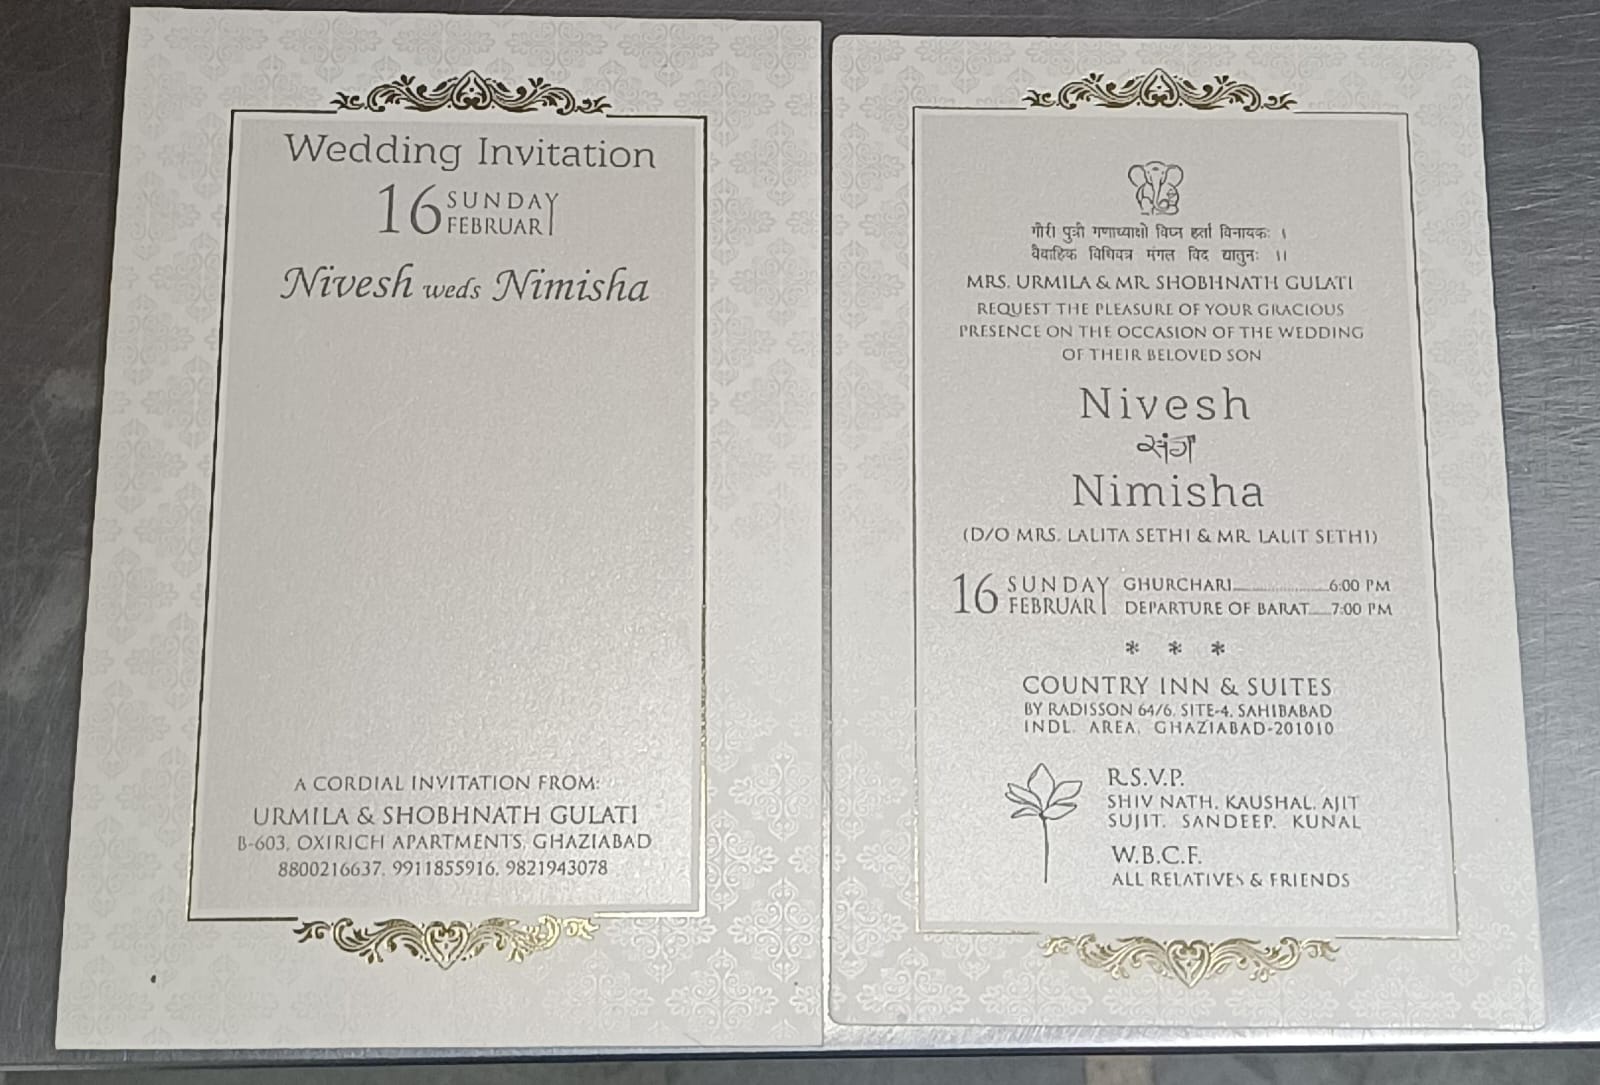 Wedding Invitation
16 SUNDAY
FEBRUARY
Nivesh weds Nimisha
A CORDIAL INVITATION FROM:
URMILA & SHOBHNATH GULATI
B-603, OXIRICH APARTMENTS, GHAZIABAD
8800216637, 9911855916, 9821943078
गौरी पुत्री गणाध्याक्षो विघ्न हर्ता विनायकः ।
वैवाहिक विधिवत्र मंगल विद द्यातुनः ।।
MRS. URMILA & MR. SHOBHNATH GULATI
REQUEST THE PLEASURE OF YOUR GRACIOUS
PRESENCE ON THE OCCASION OF THE WEDDING
OF THEIR BELOVED SON
Nivesh
संग
Nimisha
(D/O MRS. LALITA SETHI & MR. LALIT SETHI)
16 SUNDAY GHURCHARI..................6:00 PM
FEBRUARY DEPARTURE OF BARAT....7:00 PM
* * *
COUNTRY INN & SUITES
BY RADISSON 64/6, SITE-4, SAHIBABAD
INDL. AREA, GHAZIABAD-201010
R.S.V.P.
SHIV NATH, KAUSHAL, AJIT
SUJIT, SANDEEP, KUNAL
W.B.C.F.
ALL RELATIVES & FRIENDS